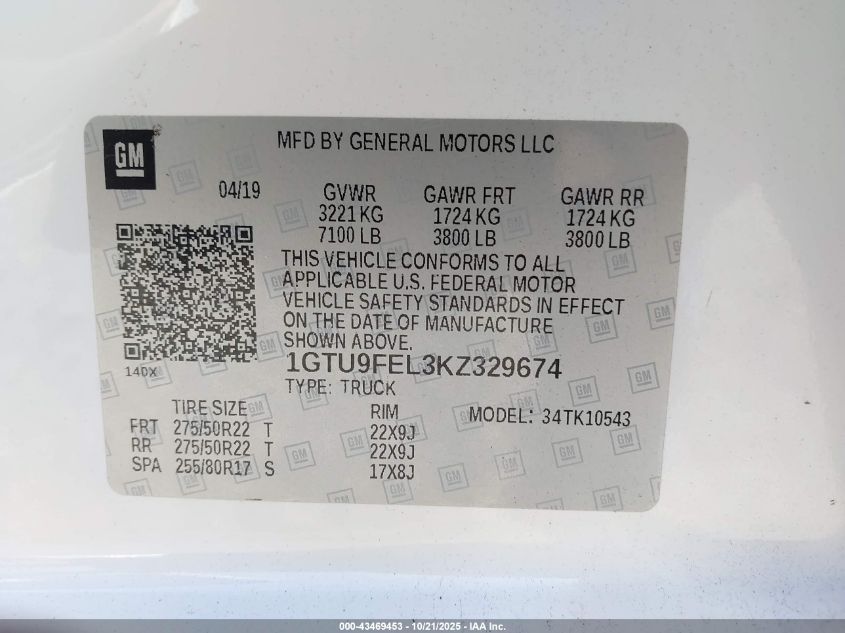 GM
MFD BY GENERAL MOTORS LLC
04/19 GVWR GAWR FRT GAWR RR
3221 KG 1724 KG 1724 KG
7100 LB 3800 LB 3800 LB
THIS VEHICLE CONFORMS TO ALL
APPLICABLE U.S. FEDERAL MOTOR
VEHICLE SAFETY STANDARDS IN EFFECT
ON THE DATE OF MANUFACTURE
SHOWN ABOVE.
140X
1GTU9FEL3KZ329674
TYPE: TRUCK
TIRE SIZE RIM MODEL: 34TK10543
FRT 275/50R22 T 22X9J
RR 275/50R22 T 22X9J
SPA 255/80R17 S 17X8J
000-43469453 - 10/21/2025 - IAA Inc.